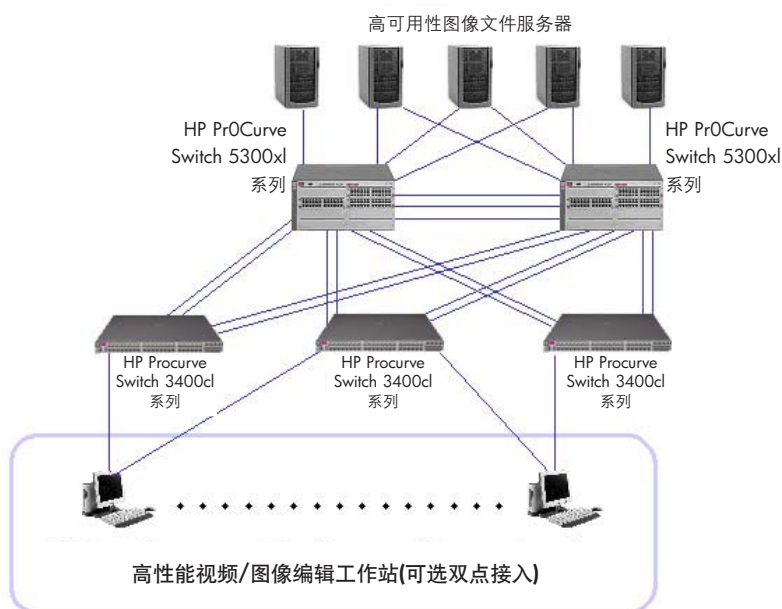 高可用性图像文件服务器
HP Pr0Curve
Switch 5300xl
系列
HP Pr0Curve
Switch 5300xl
系列
HP Procurve
Switch 3400cl
系列
HP Procurve
Switch 3400cl
系列
HP Procurve
Switch 3400cl
系列
高性能视频/图像编辑工作站(可选双点接入)